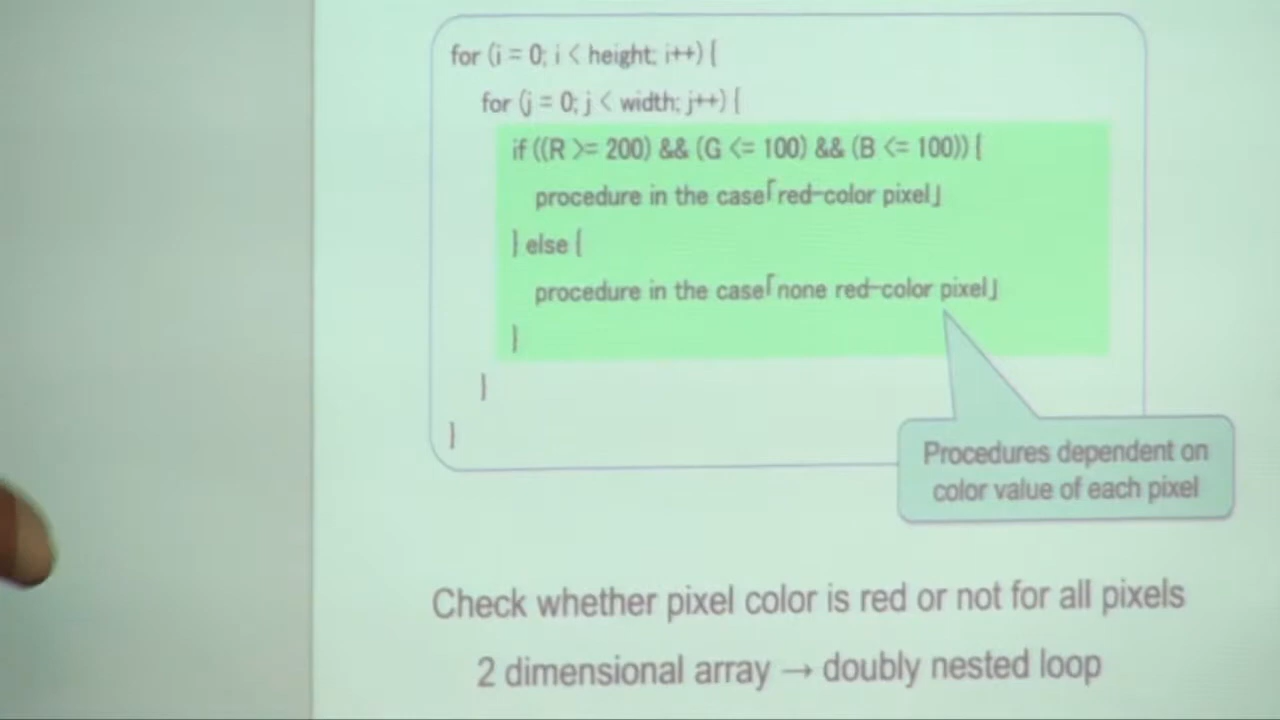 for (i = 0; i < height; i++) {
for (j = 0; j < width; j++) {
if ((R >= 200) && (G <= 100) && (B <= 100)) {
procedure in the case「red-color pixel」
} else {
procedure in the case「none red-color pixel」
}
}
}
Procedures dependent on
color value of each pixel
Check whether pixel color is red or not for all pixels
2 dimensional array → doubly nested loop